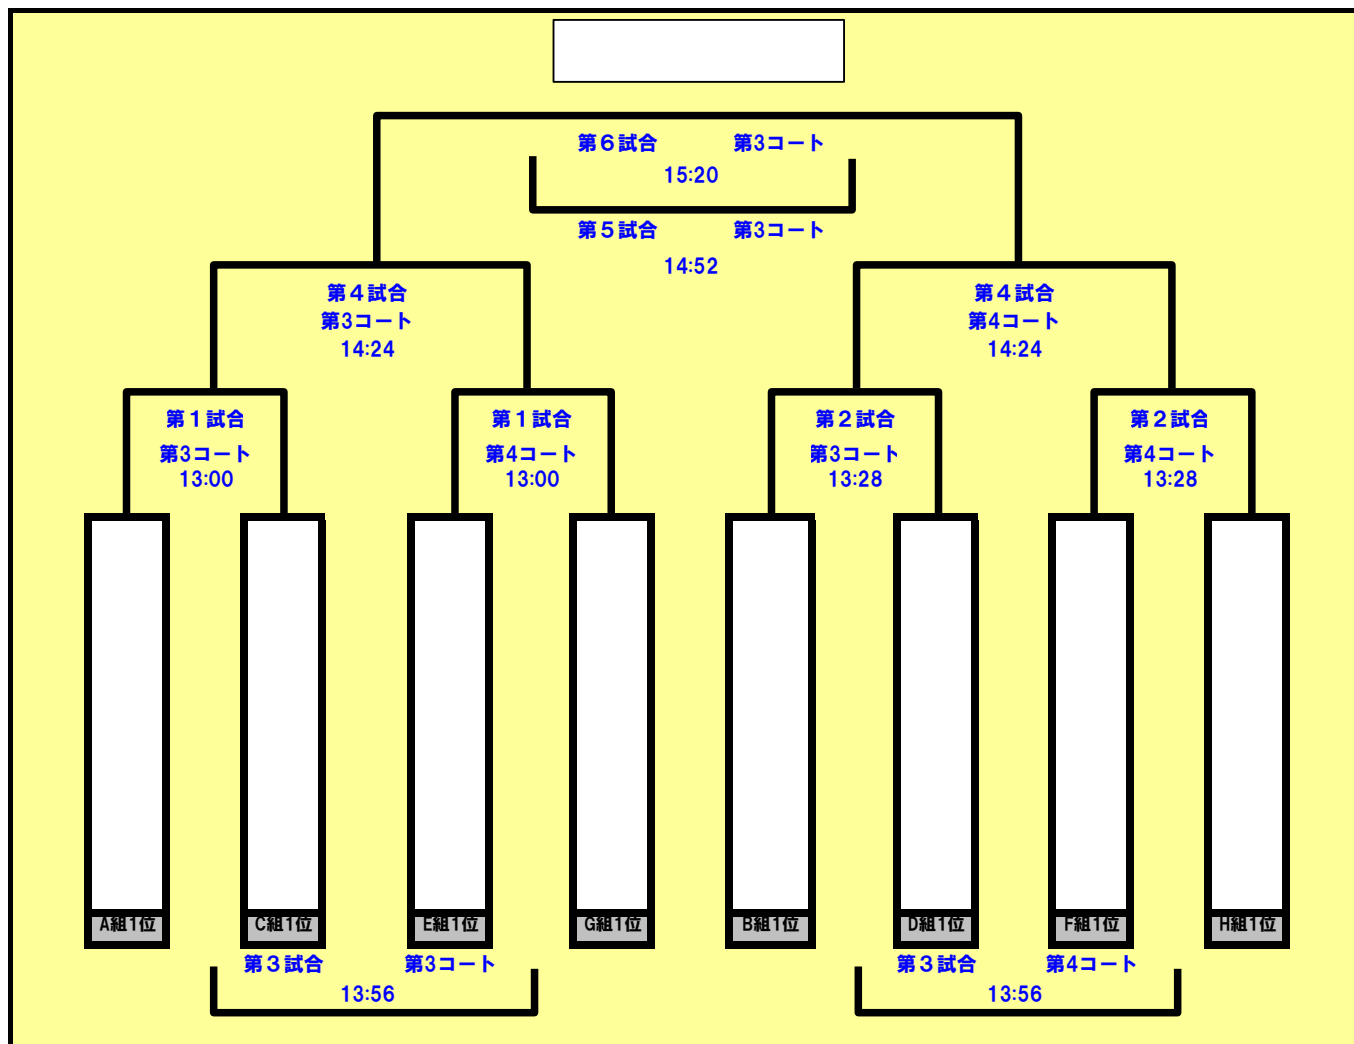 第６試合 第3コート
15:20
第５試合 第3コート
14:52
第４試合 第４試合
第3コート 第4コート
14:24 14:24
第１試合 第１試合 第２試合 第２試合
第3コート 第4コート 第3コート 第4コート
13:00 13:00 13:28 13:28
A組1位 C組1位 E組1位 G組1位 B組1位 D組1位 F組1位 H組1位
第３試合 第3コート 第３試合 第4コート
13:56 13:56